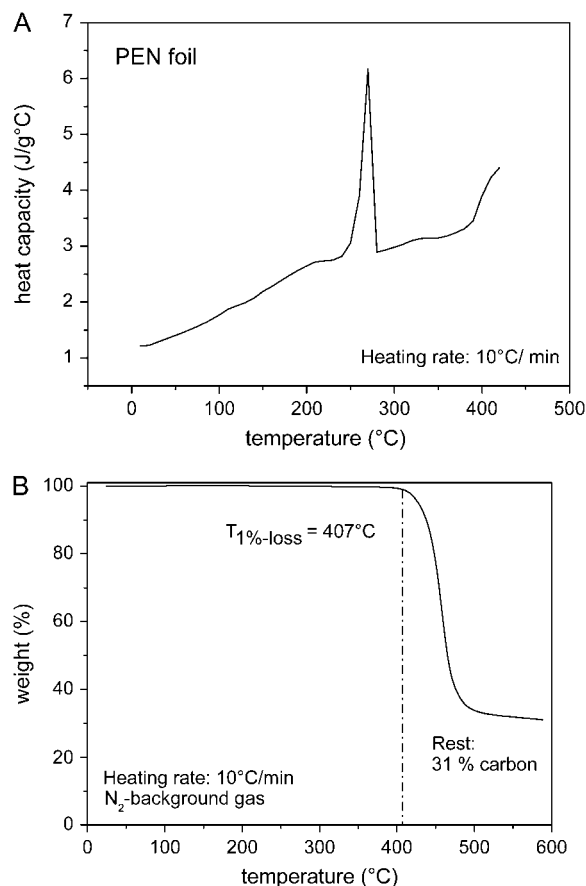 A
PEN foil
heat capacity (J/g°C)
7
6
5
4
3
2
1
Heating rate: 10°C/ min
0 100 200 300 400 500
temperature (°C)
B
100
80
60
40
20
0
weight (%)
T1%-loss = 407°C
Rest:
31 % carbon
Heating rate: 10°C/min
N2-background gas
0 100 200 300 400 500 600
temperature (°C)